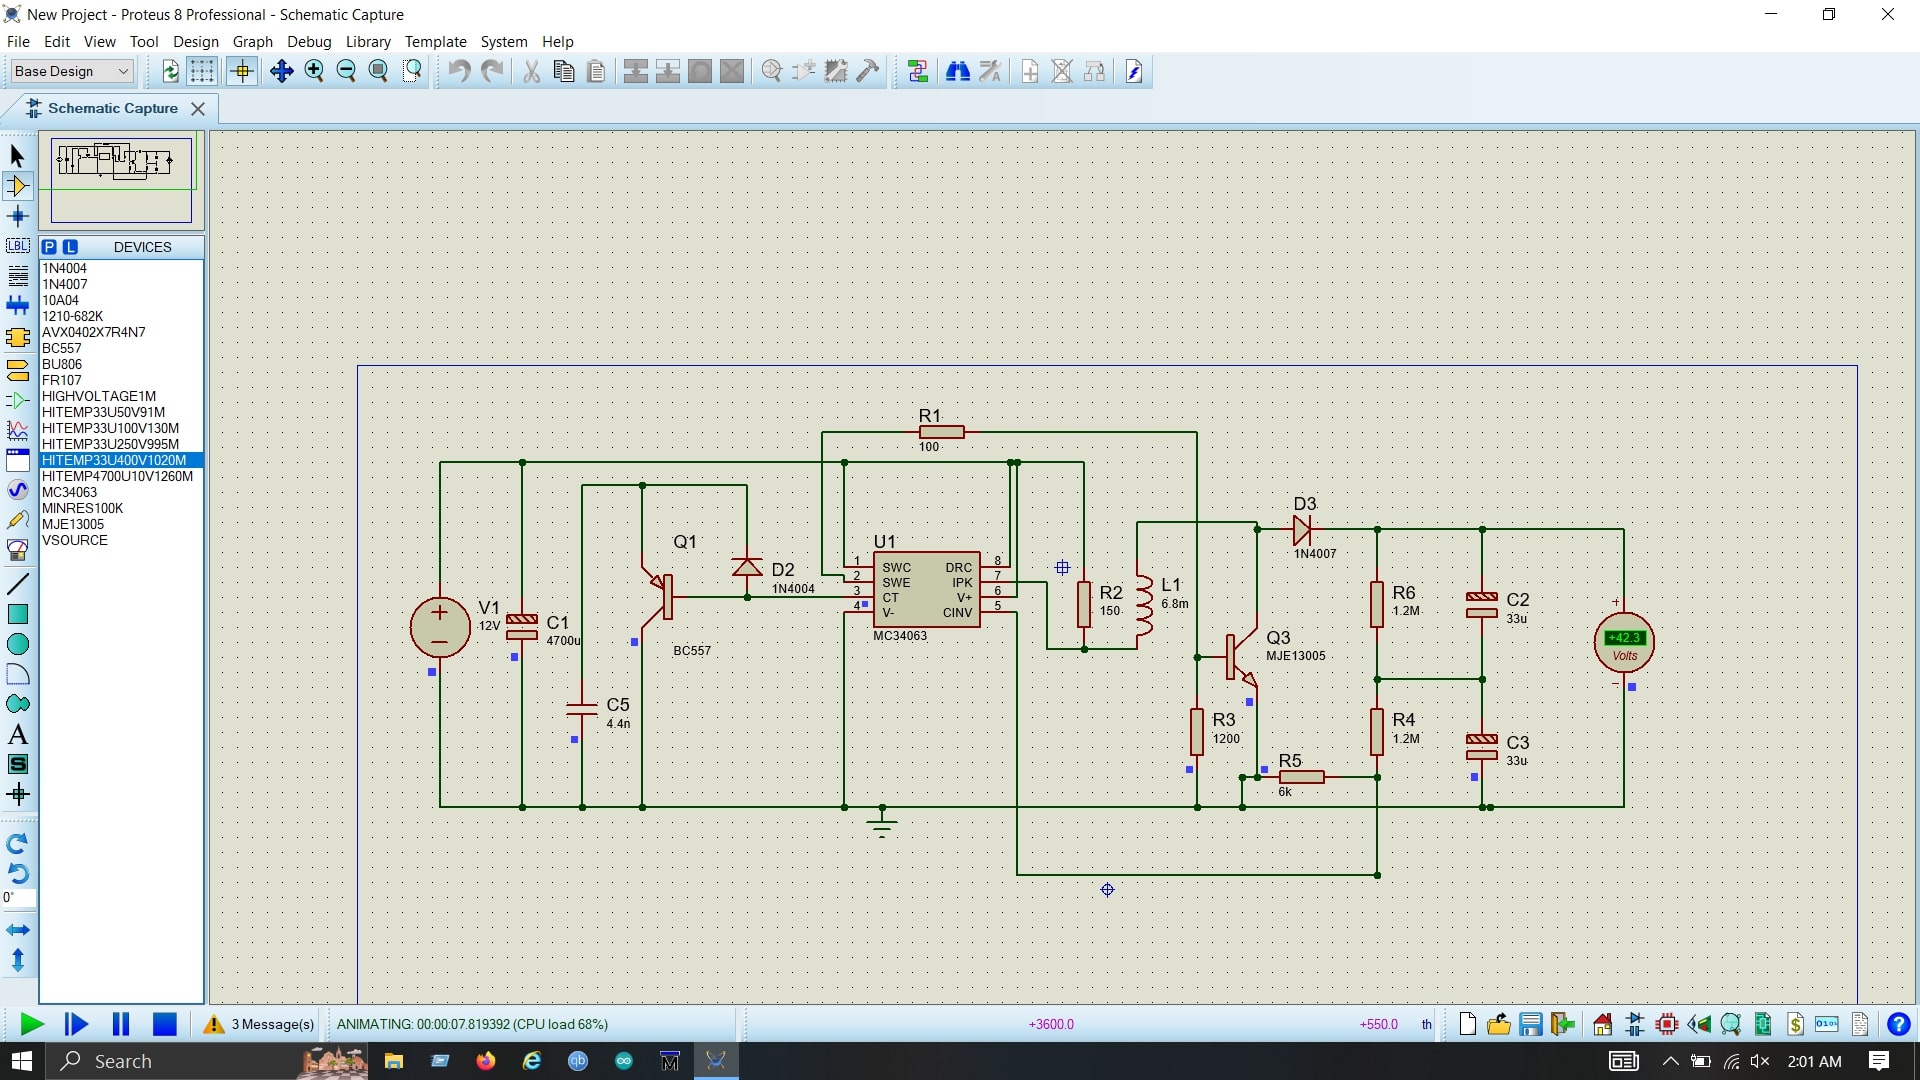 New Project - Proteus 8 Professional - Schematic Capture
File Edit View Tool Design Graph Debug Library Template System Help
Base Design
Schematic Capture
P L DEVICES
1N4004
1N4007
10A04
1210-682K
AVX0402X7R4N7
BC557
BU806
FR107
HIGHVOLTAGE1M
HITEMP33U50V91M
HITEMP33U100V130M
HITEMP33U250V995M
HITEMP33U400V1020M
HITEMP4700U10V1260M
MC34063
MINRES100K
MJE13005
VSOURCE
LBL
A
S
0°
R1
100
Q1
BC557
D2
1N4004
U1
1 SWC DRC 8
2 SWE IPK 7
3 CT V+ 6
4 V- CINV 5
MC34063
V1
12V
C1
4700u
C5
4.4n
R2
150
L1
6.8m
D3
1N4007
Q3
MJE13005
R3
1200
R5
6k
R6
1.2M
R4
1.2M
C2
33u
C3
33u
+
+42.3
Volts
−
3 Message(s)
ANIMATING: 00:00:07.819392 (CPU load 68%)
+3600.0
+550.0
th
Search
2:01 AM